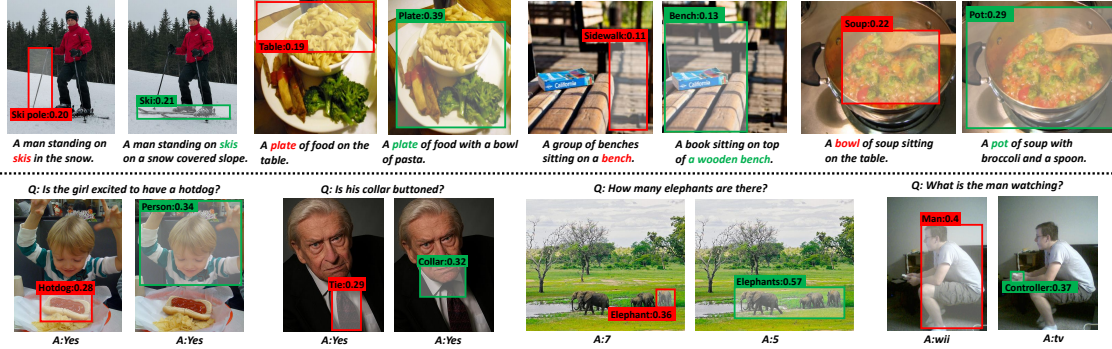 Ski pole:0.20
Ski:0.21
Table:0.19
Plate:0.39
Sidewalk:0.11
California
Bench:0.13
California
Soup:0.22
Pot:0.29
A man standing on
skis in the snow.
A man standing on skis
on a snow covered slope.
A plate of food on the
table.
A plate of food with a bowl
of pasta.
A group of benches
sitting on a bench.
A book sitting on top
of a wooden bench.
A bowl of soup sitting
on the table.
A pot of soup with
broccoli and a spoon.
Q: Is the girl excited to have a hotdog?
Hotdog:0.28
Person:0.34
A:Yes
A:Yes
Q: Is his collar buttoned?
Tie:0.29
Collar:0.32
A:Yes
A:Yes
Q: How many elephants are there?
Elephant:0.36
Elephants:0.57
A:7
A:5
Q: What is the man watching?
Man:0.4
Controller:0.37
A:wii
A:tv